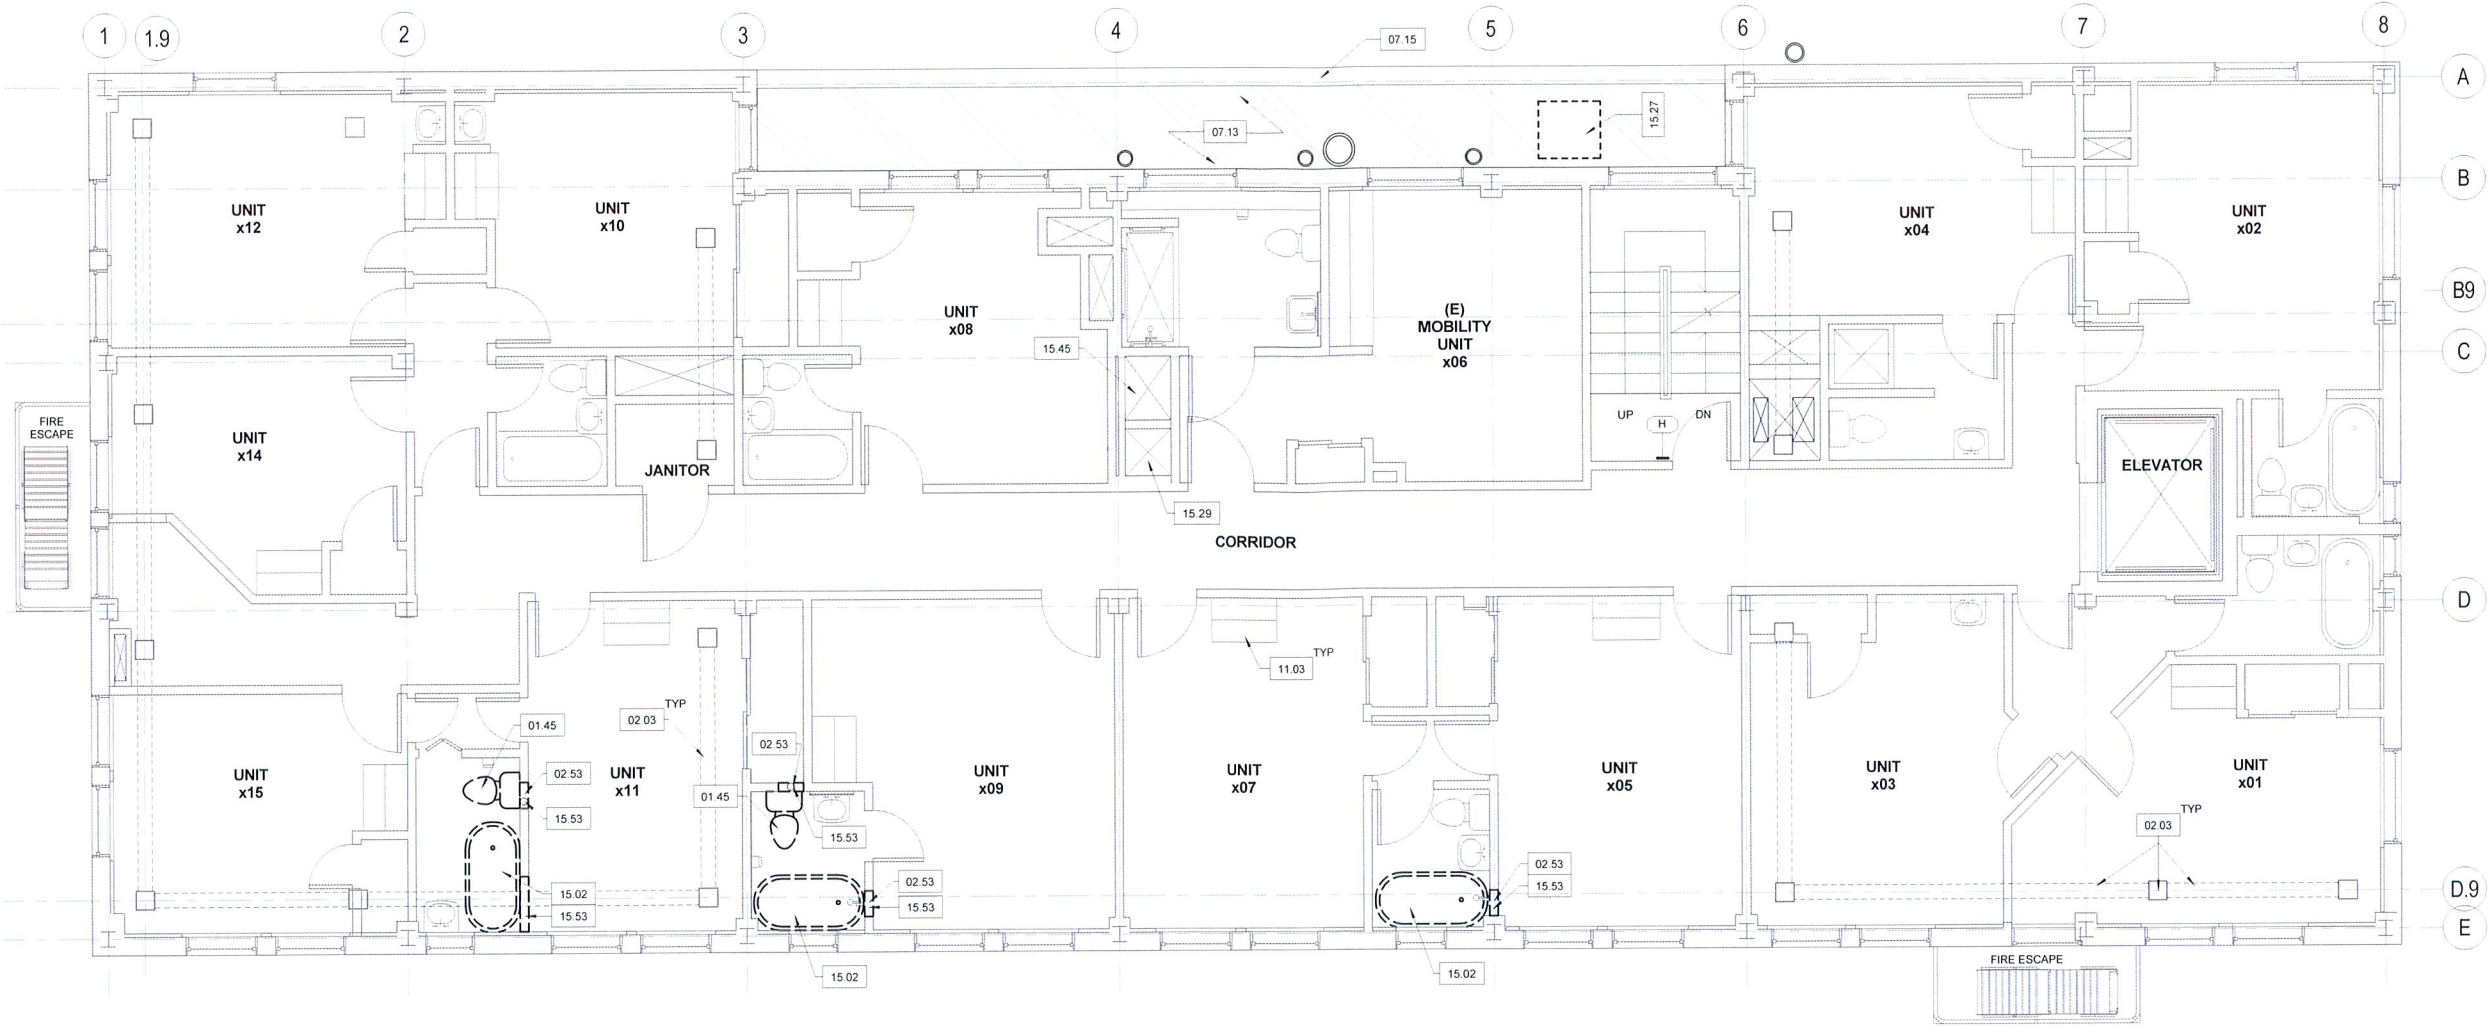 1
1.9
2
3
4
5
6
7
8
07.15
A
15.27
07.13
B
UNIT
x12
UNIT
x10
UNIT
x04
UNIT
x02
B9
UNIT
x08
(E)
MOBILITY
UNIT
x06
15.45
C
FIRE
ESCAPE
UNIT
x14
UP
H
DN
JANITOR
ELEVATOR
15.29
CORRIDOR
D
TYP
11.03
TYP
02.03
01.45
02.53
02.53
UNIT
x15
UNIT
x11
01.45
UNIT
x09
UNIT
x07
UNIT
x05
UNIT
x03
UNIT
x01
15.53
15.53
TYP
02.03
02.53
15.53
02.53
15.53
15.02
15.53
D.9
E
15.02
15.02
FIRE ESCAPE